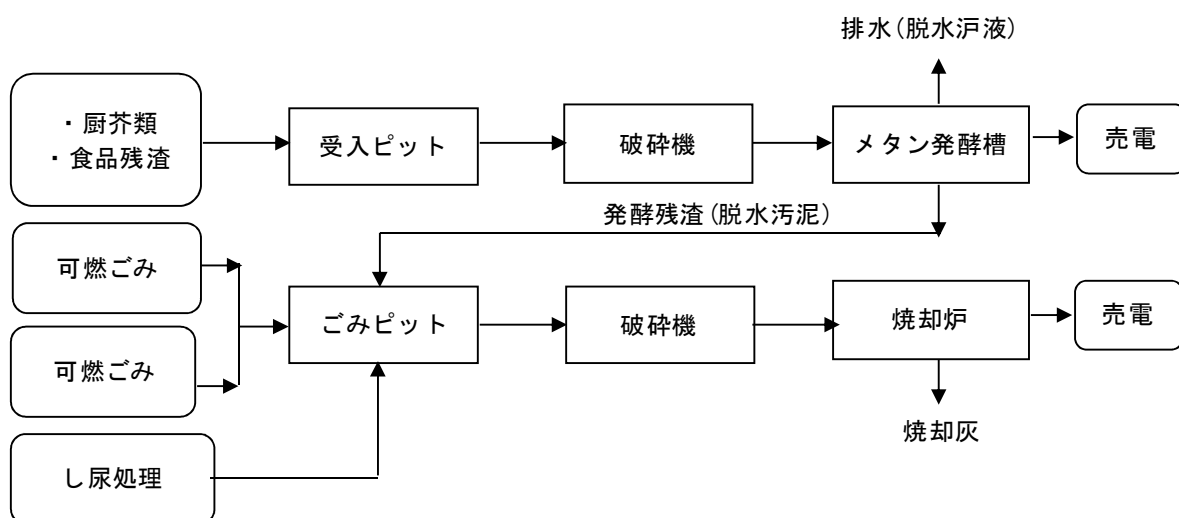 排水(脱水沪液)
・厨芥類
・食品残渣
受入ピット
破砕機
メタン発酵槽
売電
発酵残渣(脱水汚泥)
可燃ごみ
ごみピット
破砕機
焼却炉
売電
可燃ごみ
焼却灰
し尿処理